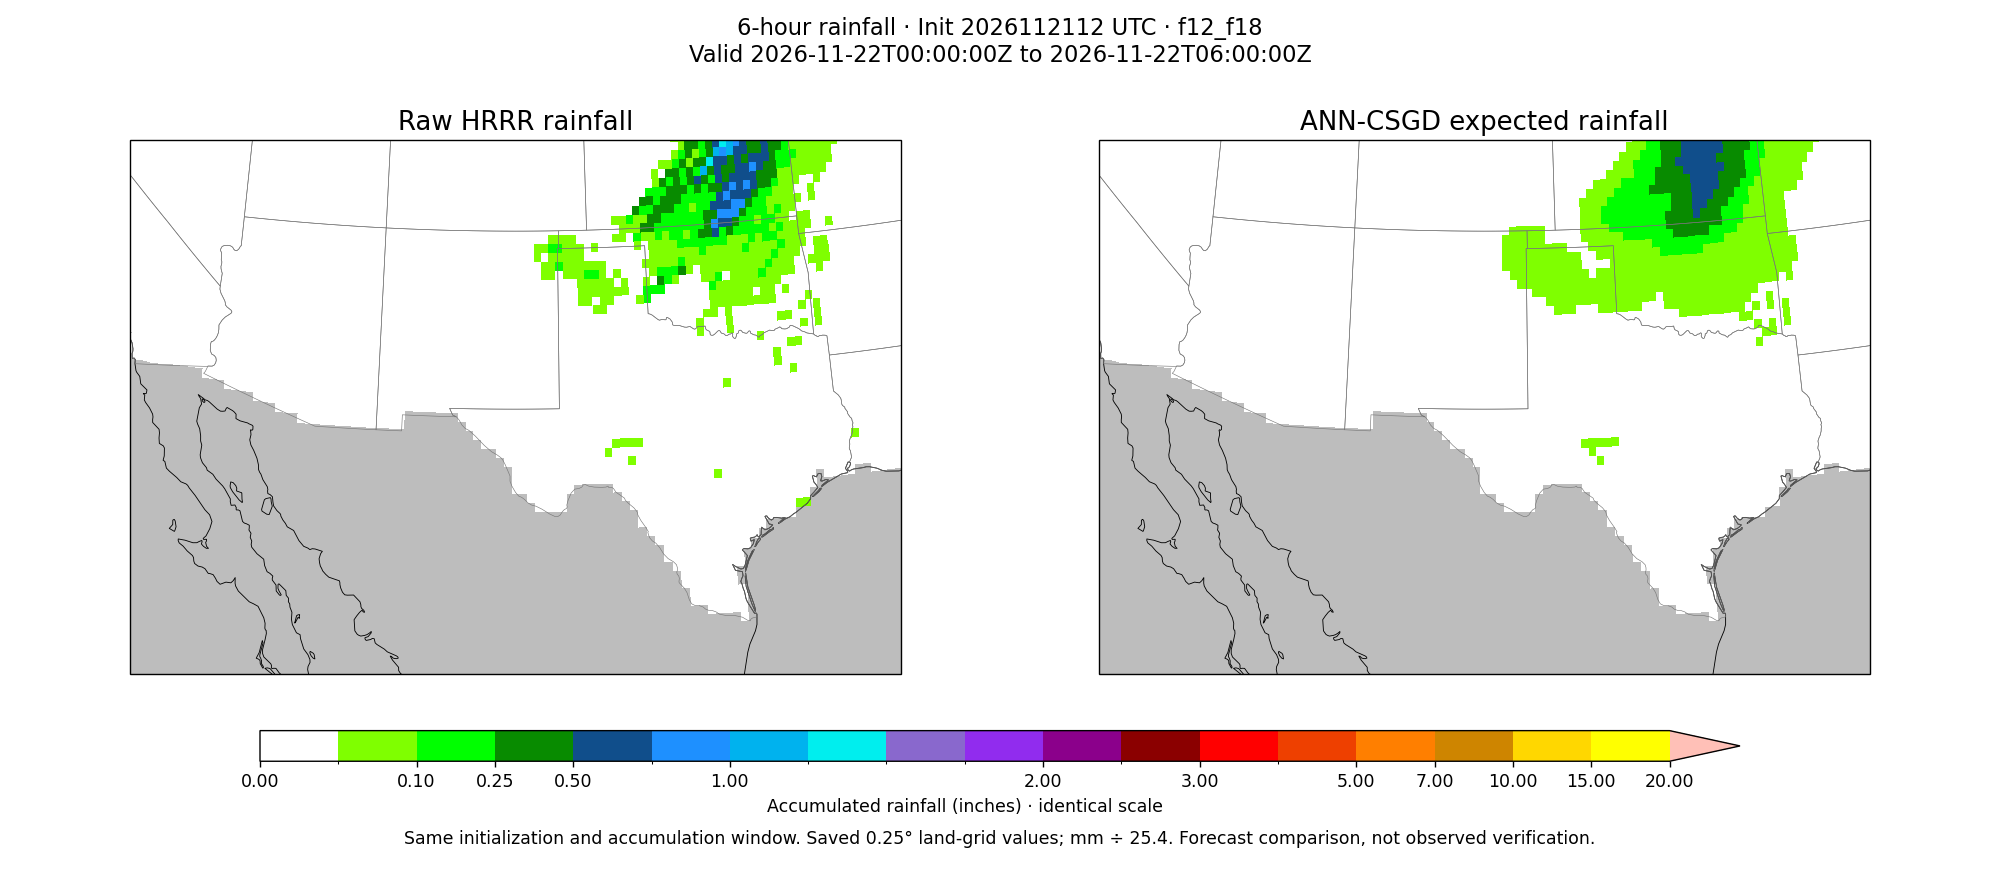 6-hour rainfall · Init 2026112112 UTC · f12_f18
Valid 2026-11-22T00:00:00Z to 2026-11-22T06:00:00Z
Raw HRRR rainfall
ANN-CSGD expected rainfall
0.00 0.10 0.25 0.50 1.00 2.00 3.00 5.00 7.00 10.00 15.00 20.00
Accumulated rainfall (inches) · identical scale
Same initialization and accumulation window. Saved 0.25° land-grid values; mm ÷ 25.4. Forecast comparison, not observed verification.